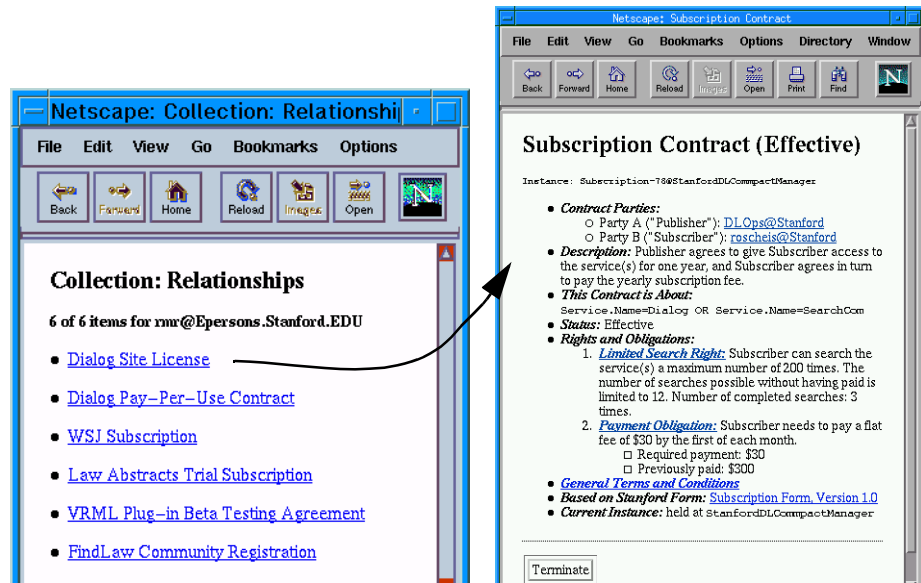 Netscape: Collection: Relationshi
File Edit View Go Bookmarks Options
Back Forward Home Reload Images Open
N
Collection: Relationships
6 of 6 items for rmr@Epersons.Stanford.EDU
Dialog Site License
Dialog Pay-Per-Use Contract
WSJ Subscription
Law Abstracts Trial Subscription
VRML Plug-in Beta Testing Agreement
FindLaw Community Registration
Netscape: Subscription Contract
File Edit View Go Bookmarks Options Directory Window
Back Forward Home Reload Images Open Print Find
N
Subscription Contract (Effective)
Instance: Subscription-78@StanfordDLCommpactManager
Contract Parties:
Party A ("Publisher"): DLOps@Stanford
Party B ("Subscriber"): roscheis@Stanford
Description: Publisher agrees to give Subscriber access to
the service(s) for one year, and Subscriber agrees in turn
to pay the yearly subscription fee.
This Contract is About:
Service.Name=Dialog OR Service.Name=SearchCom
Status: Effective
Rights and Obligations:
1. Limited Search Right: Subscriber can search the
service(s) a maximum number of 200 times. The
number of searches possible without having paid is
limited to 12. Number of completed searches: 3
times.
2. Payment Obligation: Subscriber needs to pay a flat
fee of $30 by the first of each month.
Required payment: $30
Previously paid: $300
General Terms and Conditions
Based on Stanford Form: Subscription Form, Version 1.0
Current Instance: held at StanfordDLCommpactManager
Terminate